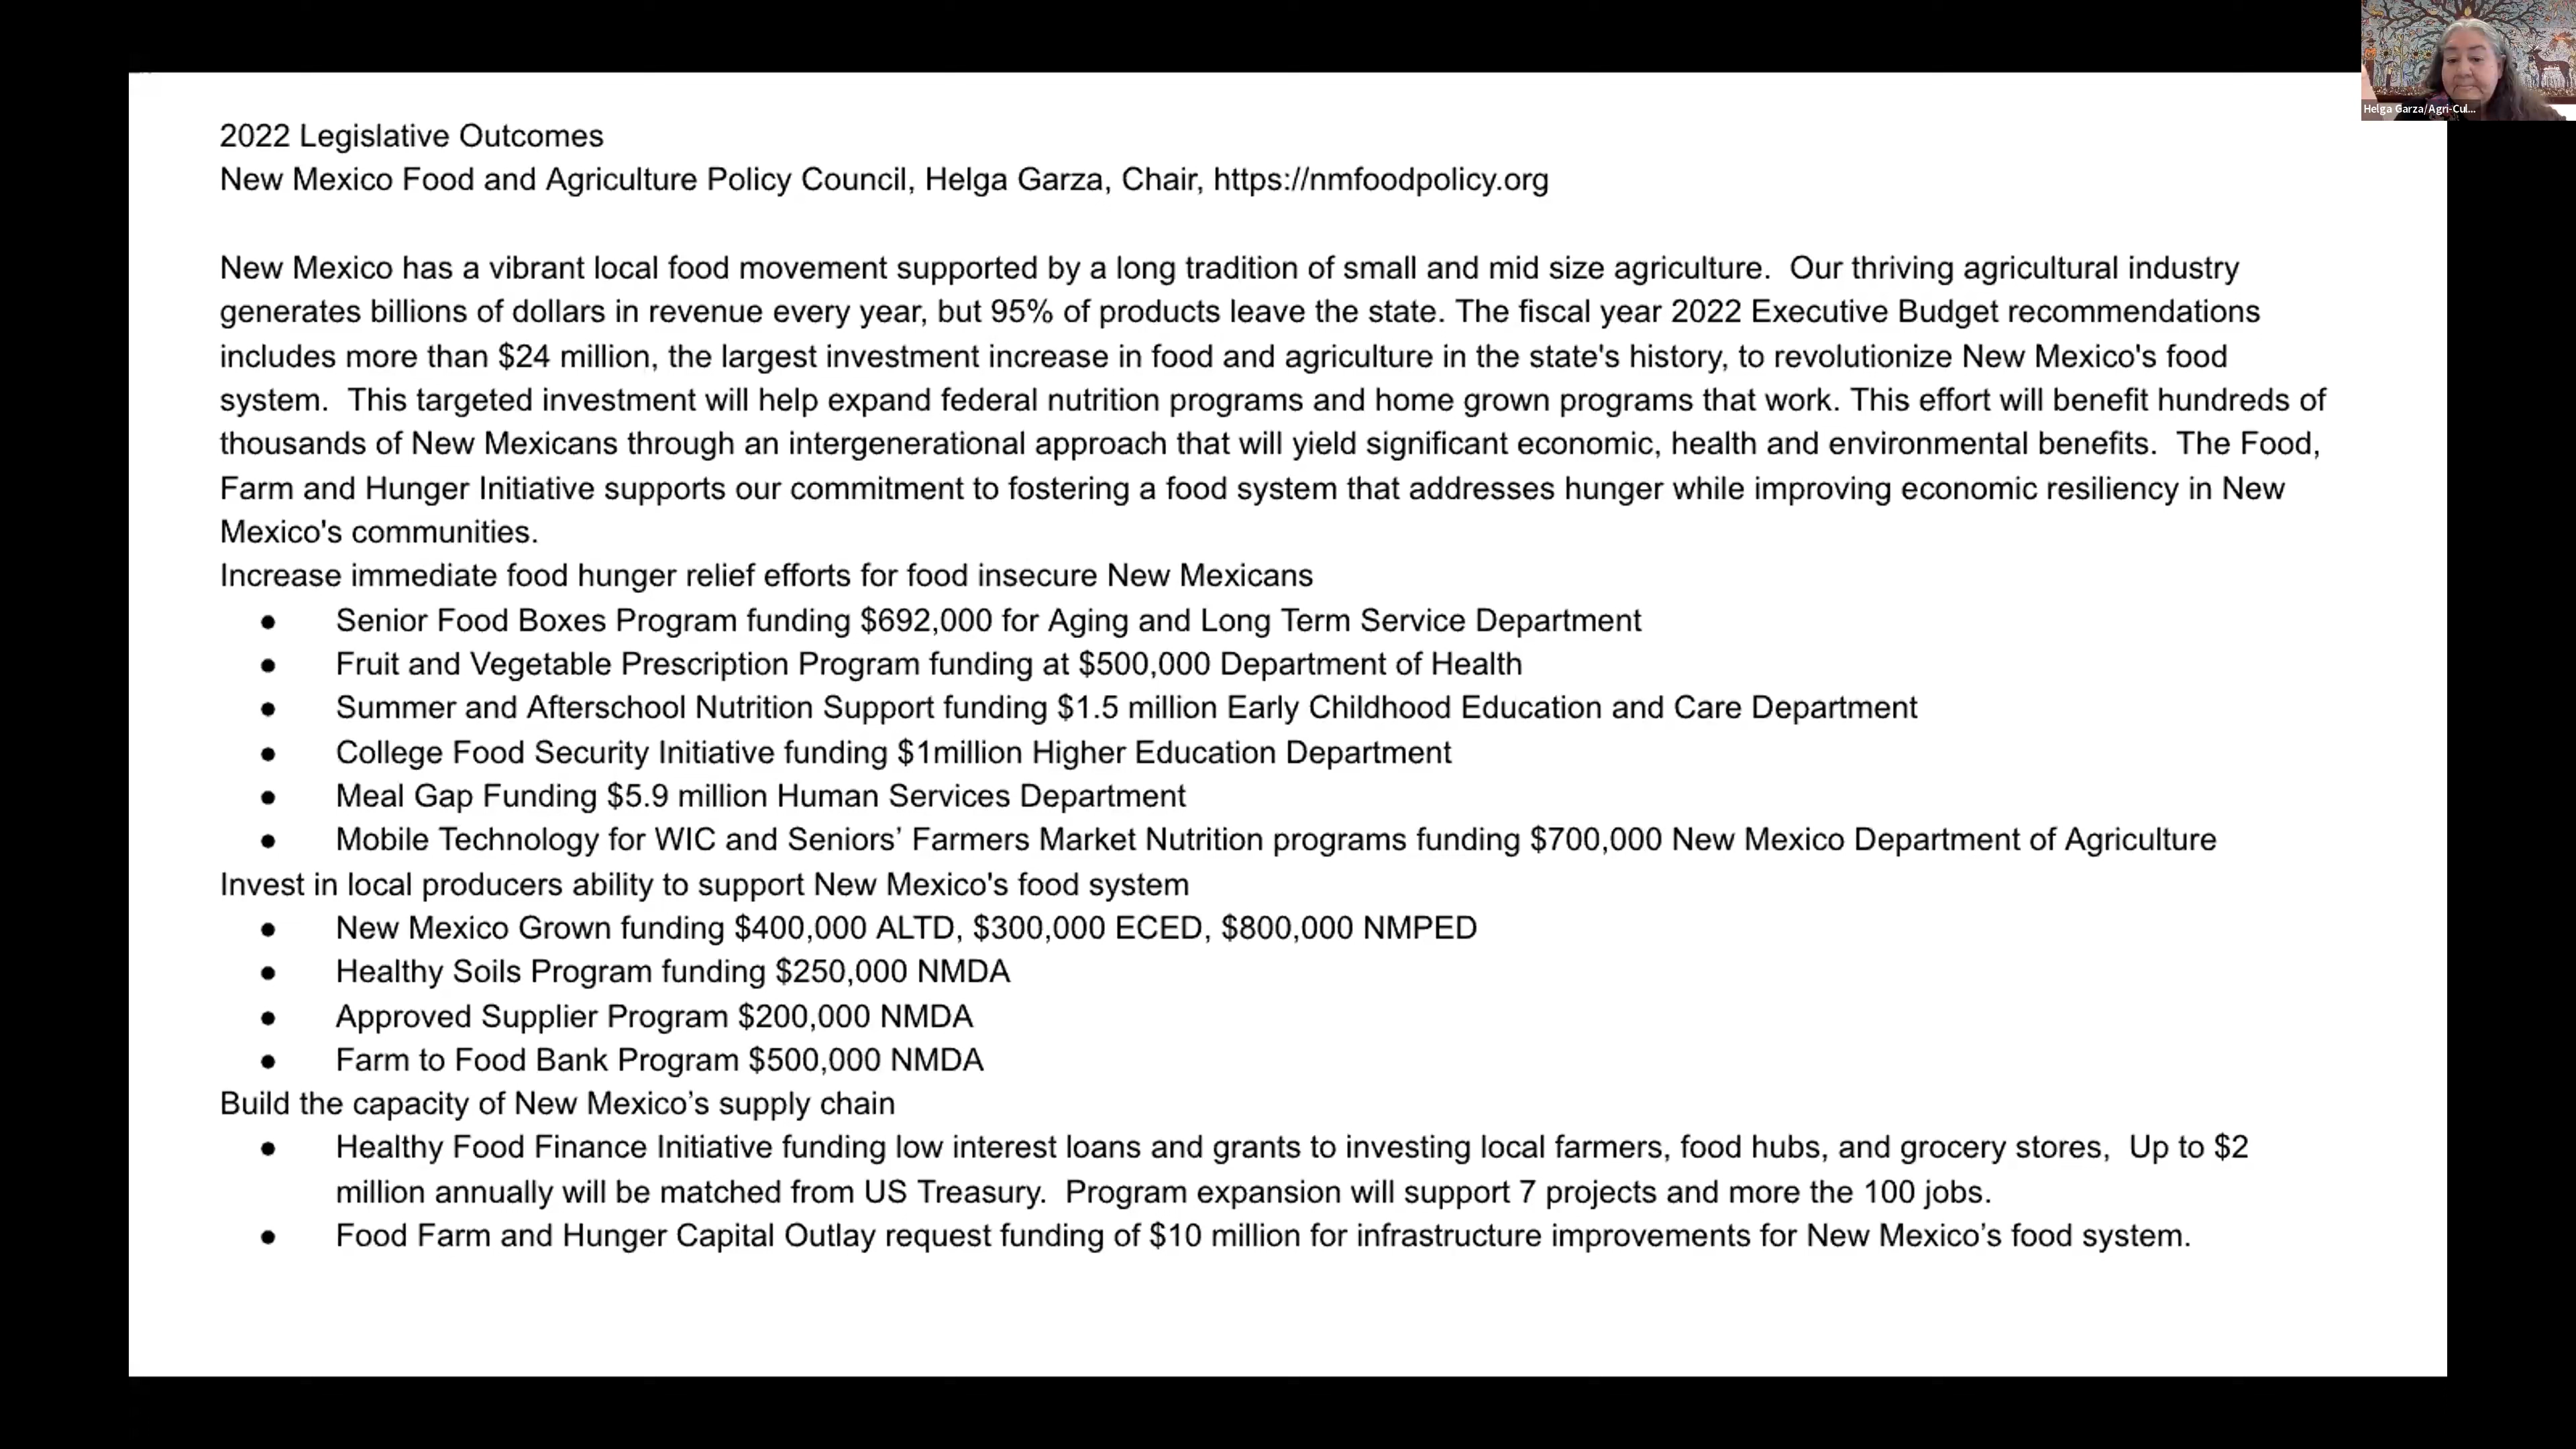 Helga Garza/Agri-Cul...
2022 Legislative Outcomes
New Mexico Food and Agriculture Policy Council, Helga Garza, Chair, https://nmfoodpolicy.org
New Mexico has a vibrant local food movement supported by a long tradition of small and mid size agriculture.  Our thriving agricultural industry
generates billions of dollars in revenue every year, but 95% of products leave the state. The fiscal year 2022 Executive Budget recommendations
includes more than $24 million, the largest investment increase in food and agriculture in the state's history, to revolutionize New Mexico's food
system.  This targeted investment will help expand federal nutrition programs and home grown programs that work. This effort will benefit hundreds of
thousands of New Mexicans through an intergenerational approach that will yield significant economic, health and environmental benefits.  The Food,
Farm and Hunger Initiative supports our commitment to fostering a food system that addresses hunger while improving economic resiliency in New
Mexico's communities.
Increase immediate food hunger relief efforts for food insecure New Mexicans
● Senior Food Boxes Program funding $692,000 for Aging and Long Term Service Department
● Fruit and Vegetable Prescription Program funding at $500,000 Department of Health
● Summer and Afterschool Nutrition Support funding $1.5 million Early Childhood Education and Care Department
● College Food Security Initiative funding $1million Higher Education Department
● Meal Gap Funding $5.9 million Human Services Department
● Mobile Technology for WIC and Seniors’ Farmers Market Nutrition programs funding $700,000 New Mexico Department of Agriculture
Invest in local producers ability to support New Mexico's food system
● New Mexico Grown funding $400,000 ALTD, $300,000 ECED, $800,000 NMPED
● Healthy Soils Program funding $250,000 NMDA
● Approved Supplier Program $200,000 NMDA
● Farm to Food Bank Program $500,000 NMDA
Build the capacity of New Mexico’s supply chain
● Healthy Food Finance Initiative funding low interest loans and grants to investing local farmers, food hubs, and grocery stores,  Up to $2
million annually will be matched from US Treasury.  Program expansion will support 7 projects and more the 100 jobs.
● Food Farm and Hunger Capital Outlay request funding of $10 million for infrastructure improvements for New Mexico’s food system.